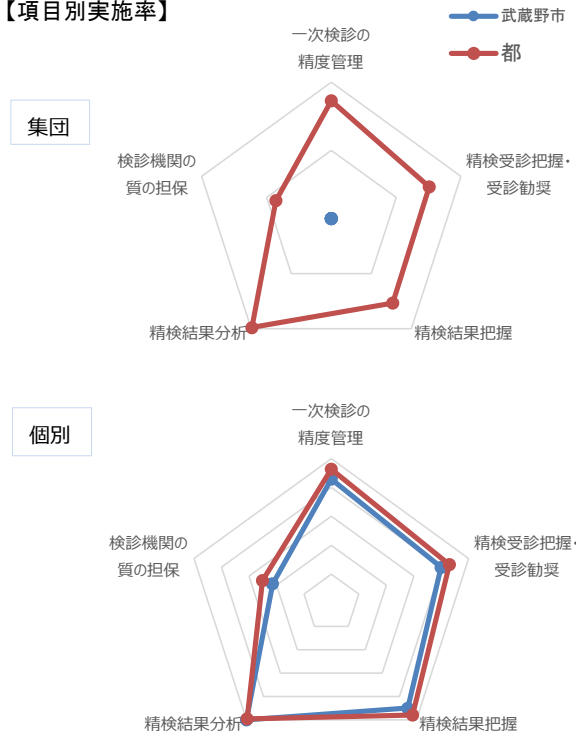 【項目別実施率】
武蔵野市
都
集団
一次検診の
精度管理
精検受診把握・
受診勧奨
精検結果把握
精検結果分析
検診機関の
質の担保
個別
一次検診の
精度管理
精検受診把握・
受診勧奨
精検結果把握
精検結果分析
検診機関の
質の担保